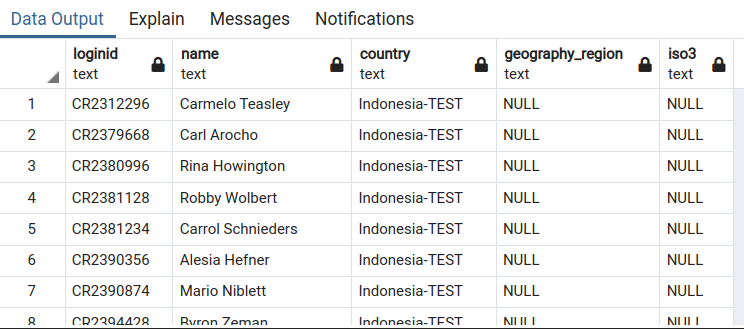 Data Output Explain Messages Notifications
loginid name country geography_region iso3
text text text text text
1 CR2312296 Carmelo Teasley Indonesia-TEST NULL NULL
2 CR2379668 Carl Arocho Indonesia-TEST NULL NULL
3 CR2380996 Rina Howington Indonesia-TEST NULL NULL
4 CR2381128 Robby Wolbert Indonesia-TEST NULL NULL
5 CR2381234 Carrol Schnieders Indonesia-TEST NULL NULL
6 CR2390356 Alesia Hefner Indonesia-TEST NULL NULL
7 CR2390874 Mario Niblett Indonesia-TEST NULL NULL
8 CR2394428 Byron Zeman Indonesia-TEST NULL NULL